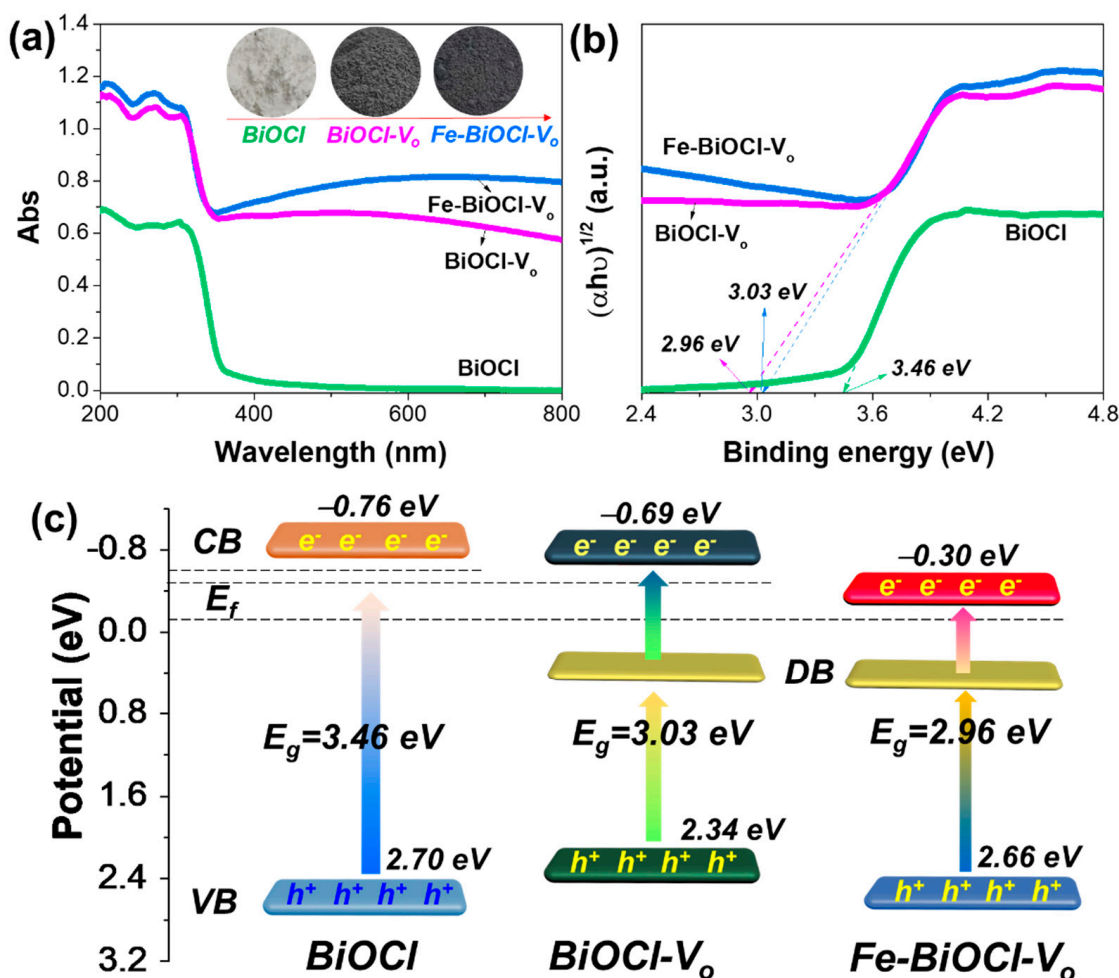 (a)
1.4
1.2
1.0
0.8
0.6
0.4
0.2
0.0
Abs
BiOCl BiOCl-Vo Fe-BiOCl-Vo
Fe-BiOCl-Vo
BiOCl-Vo
BiOCl
200 400 600 800
Wavelength (nm)
(b)
(αhυ)1/2 (a.u.)
Fe-BiOCl-Vo
BiOCl-Vo
BiOCl
3.03 eV
2.96 eV
3.46 eV
2.4 3.0 3.6 4.2 4.8
Binding energy (eV)
(c)
Potential (eV)
-0.8
0.0
0.8
1.6
2.4
3.2
CB
Ef
VB
DB
–0.76 eV
e- e- e- e-
Eg=3.46 eV
2.70 eV
h+ h+ h+ h+
BiOCl
–0.69 eV
e- e- e- e-
Eg=3.03 eV
2.34 eV
h+ h+ h+ h+
BiOCl-Vo
–0.30 eV
e- e- e- e-
Eg=2.96 eV
2.66 eV
h+ h+ h+ h+
Fe-BiOCl-Vo